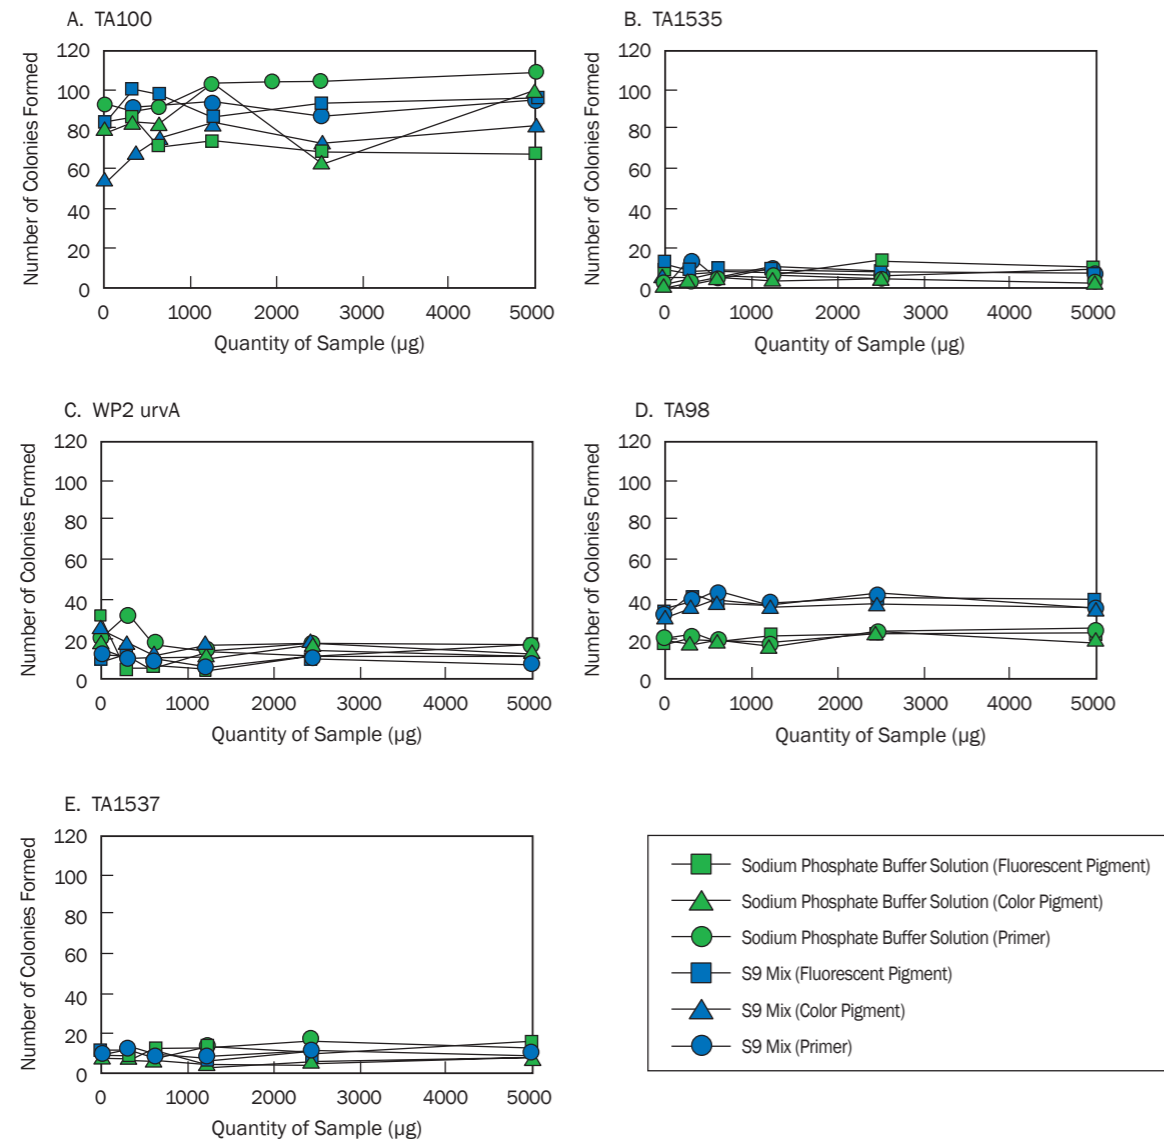 A. TA100
Number of Colonies Formed
120
100
80
60
40
20
0
0 1000 2000 3000 4000 5000
Quantity of Sample (µg)
B. TA1535
Number of Colonies Formed
120
100
80
60
40
20
0
0 1000 2000 3000 4000 5000
Quantity of Sample (µg)
C. WP2 urvA
Number of Colonies Formed
120
100
80
60
40
20
0
0 1000 2000 3000 4000 5000
Quantity of Sample (µg)
D. TA98
Number of Colonies Formed
120
100
80
60
40
20
0
0 1000 2000 3000 4000 5000
Quantity of Sample (µg)
E. TA1537
Number of Colonies Formed
120
100
80
60
40
20
0
0 1000 2000 3000 4000 5000
Quantity of Sample (µg)
Sodium Phosphate Buffer Solution (Fluorescent Pigment)
Sodium Phosphate Buffer Solution (Color Pigment)
Sodium Phosphate Buffer Solution (Primer)
S9 Mix (Fluorescent Pigment)
S9 Mix (Color Pigment)
S9 Mix (Primer)